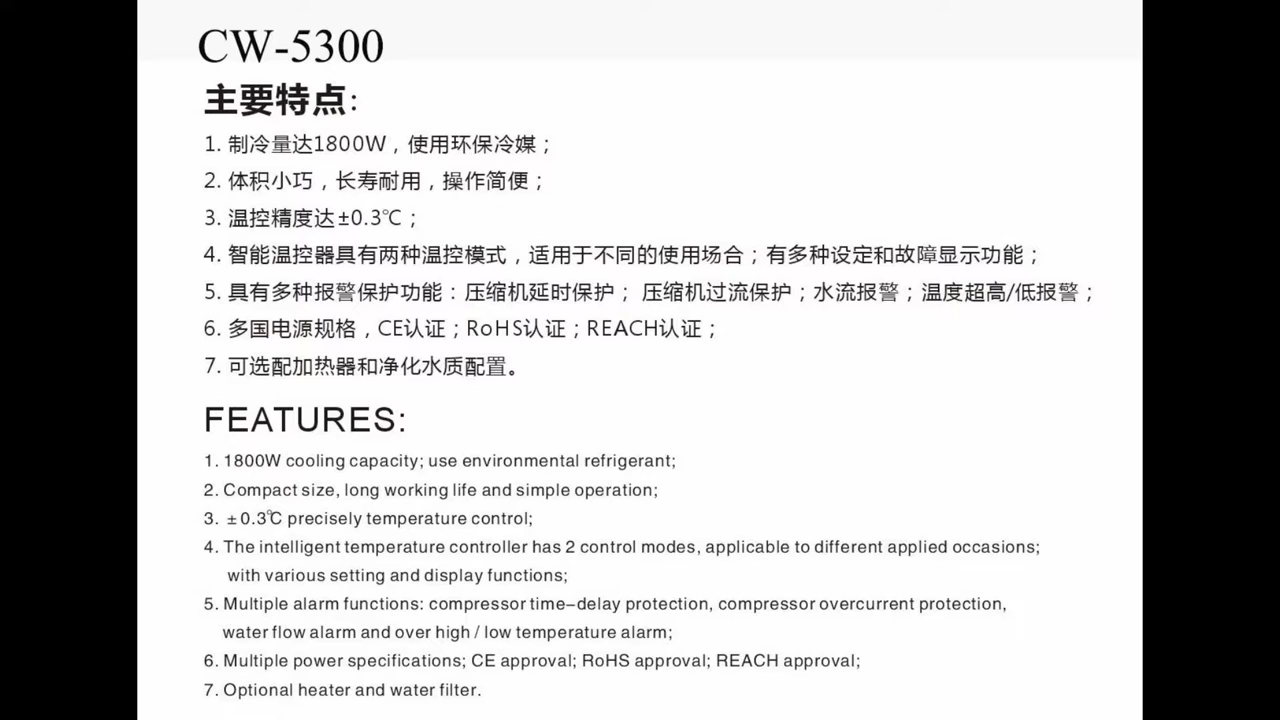 CW-5300
主要特点:
1. 制冷量达1800W，使用环保冷媒；
2. 体积小巧，长寿耐用，操作简便；
3. 温控精度达±0.3℃；
4. 智能温控器具有两种温控模式，适用于不同的使用场合；有多种设定和故障显示功能；
5. 具有多种报警保护功能：压缩机延时保护； 压缩机过流保护；水流报警；温度超高/低报警；
6. 多国电源规格，CE认证；RoHS认证；REACH认证；
7. 可选配加热器和净化水质配置。
FEATURES:
1. 1800W cooling capacity; use environmental refrigerant;
2. Compact size, long working life and simple operation;
3. ±0.3℃ precisely temperature control;
4. The intelligent temperature controller has 2 control modes, applicable to different applied occasions;
with various setting and display functions;
5. Multiple alarm functions: compressor time–delay protection, compressor overcurrent protection,
water flow alarm and over high / low temperature alarm;
6. Multiple power specifications; CE approval; RoHS approval; REACH approval;
7. Optional heater and water filter.